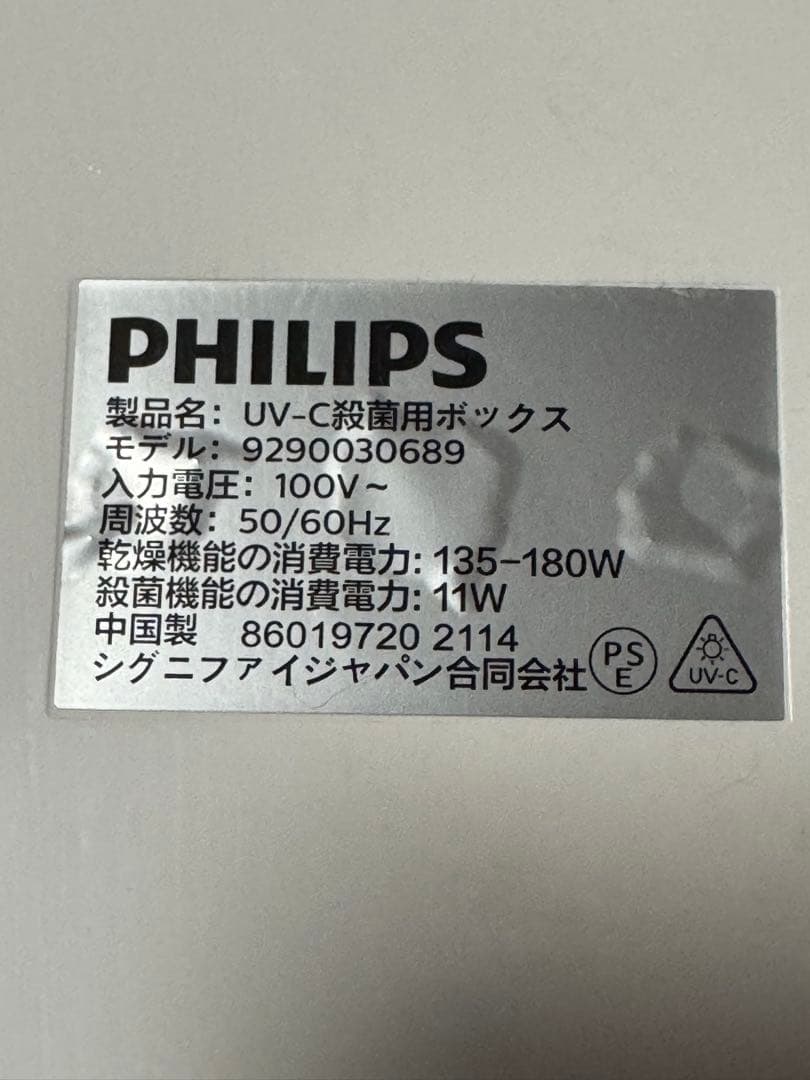 PHILIPS
製品名: UV-C殺菌用ボックス
モデル: 9290030689
入力電圧: 100V~
周波数: 50/60Hz
乾燥機能の消費電力: 135-180W
殺菌機能の消費電力: 11W
中国製 86019720 2114
シグニファイジャパン合同会社
PS
E
UV-C